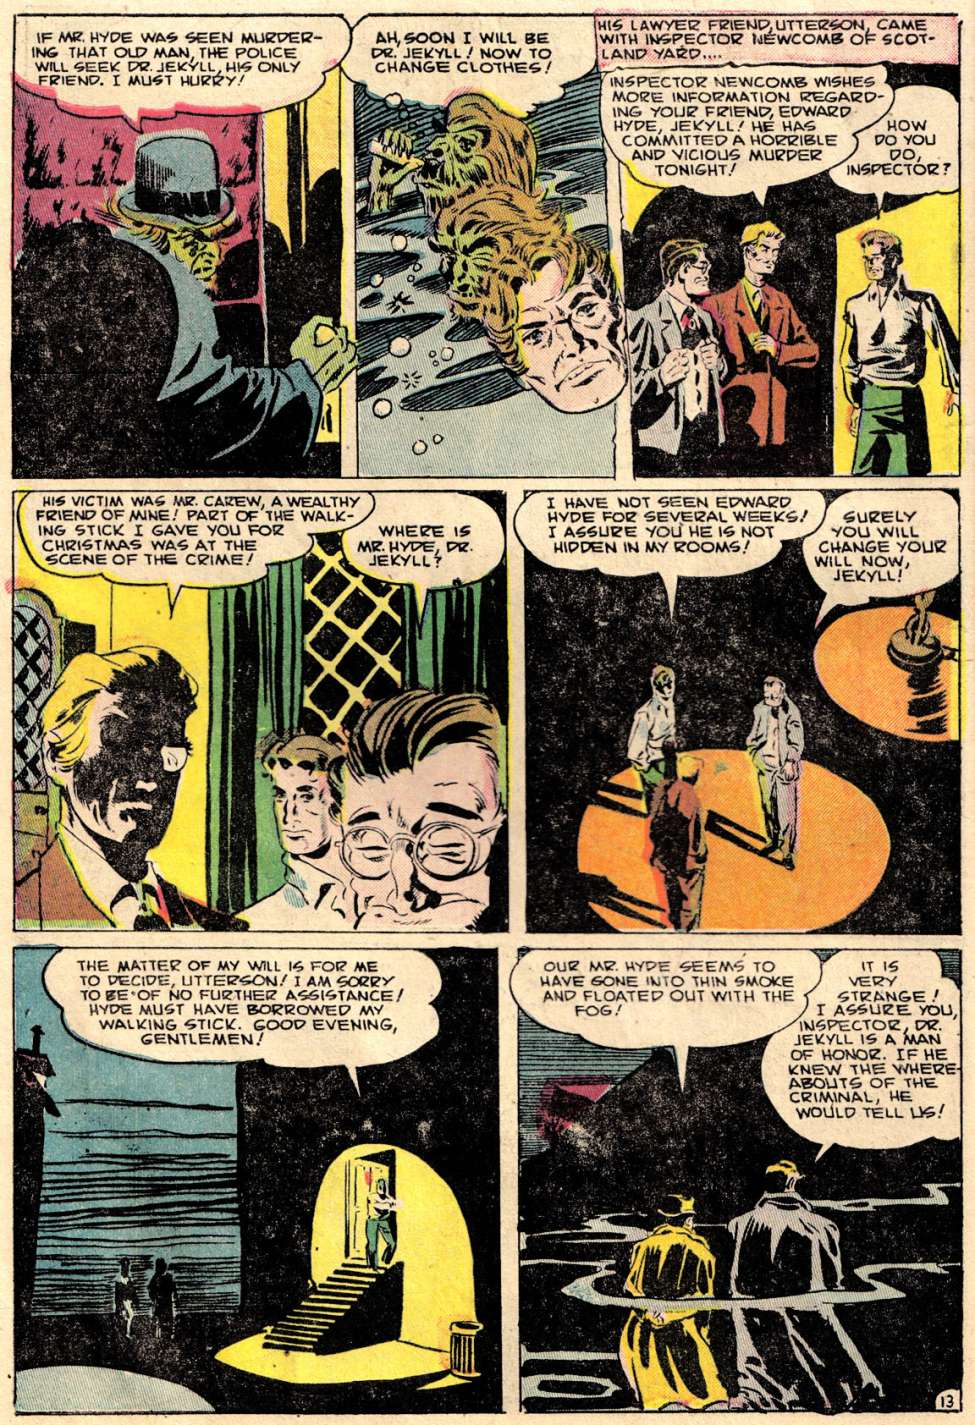 IF MR. HYDE WAS SEEN MURDER-
ING THAT OLD MAN, THE POLICE
WILL SEEK DR. JEKYLL, HIS ONLY
FRIEND. I MUST HURRY!
AH, SOON I WILL BE
DR. JEKYLL! NOW TO
CHANGE CLOTHES!
HIS LAWYER FRIEND, UTTERSON, CAME
WITH INSPECTOR NEWCOMB OF SCOT-
LAND YARD....
INSPECTOR NEWCOMB WISHES
MORE INFORMATION REGARD-
ING YOUR FRIEND, EDWARD
HYDE, JEKYLL! HE HAS
COMMITTED A HORRIBLE
AND VICIOUS MURDER
TONIGHT!
HOW
DO YOU
DO,
INSPECTOR?
HIS VICTIM WAS MR. CAREW, A WEALTHY
FRIEND OF MINE! PART OF THE WALK-
ING STICK I GAVE YOU FOR
CHRISTMAS WAS AT THE
SCENE OF THE CRIME!
WHERE IS
MR. HYDE, DR.
JEKYLL?
I HAVE NOT SEEN EDWARD
HYDE FOR SEVERAL WEEKS!
I ASSURE YOU HE IS NOT
HIDDEN IN MY ROOMS!
SURELY
YOU WILL
CHANGE YOUR
WILL NOW,
JEKYLL!
THE MATTER OF MY WILL IS FOR ME
TO DECIDE, UTTERSON! I AM SORRY
TO BE OF NO FURTHER ASSISTANCE!
HYDE MUST HAVE BORROWED MY
WALKING STICK. GOOD EVENING,
GENTLEMEN!
OUR MR. HYDE SEEMS TO
HAVE GONE INTO THIN SMOKE
AND FLOATED OUT WITH THE
FOG!
IT IS
VERY
STRANGE!
I ASSURE YOU,
INSPECTOR, DR.
JEKYLL IS A MAN
OF HONOR. IF HE
KNEW THE WHERE-
ABOUTS OF THE
CRIMINAL, HE
WOULD TELL US!
13